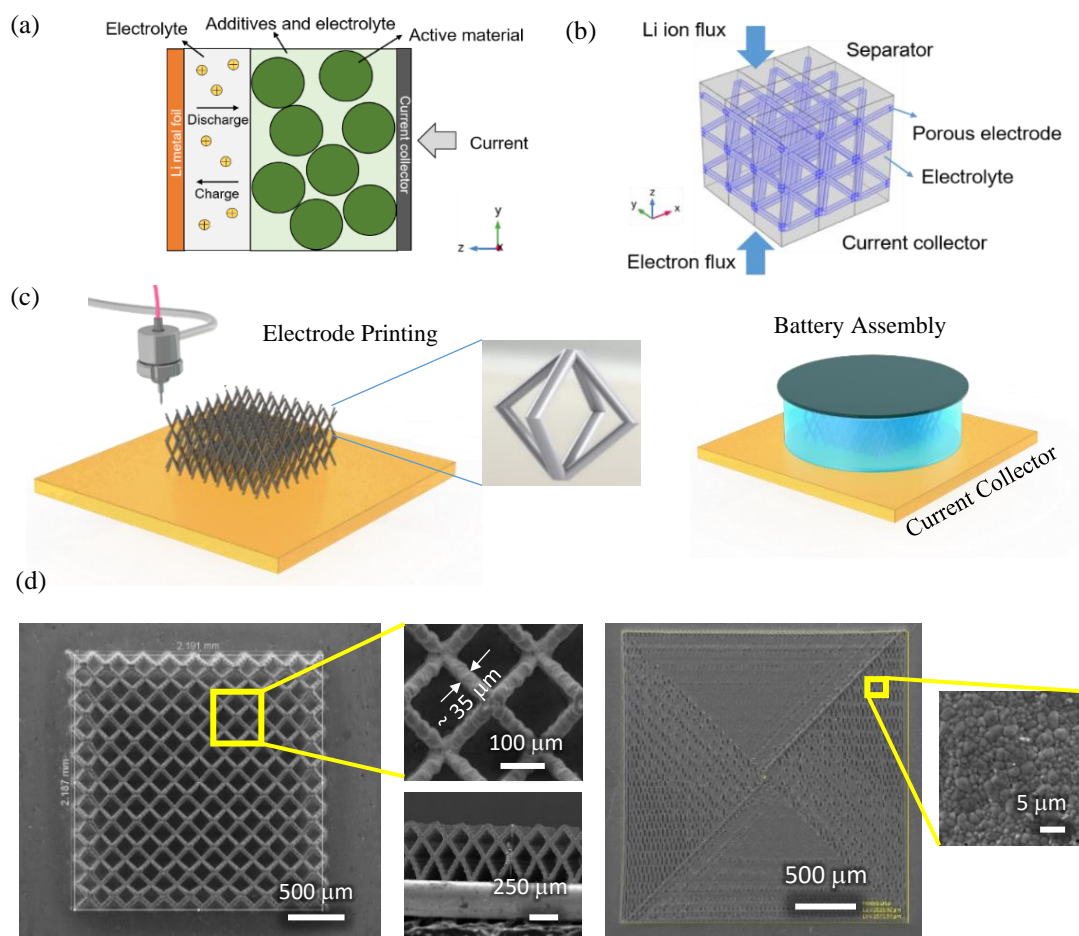 (a)
Electrolyte
Additives and electrolyte
Active material
Li metal foil
Discharge
Charge
Current collector
Current
y
z
x
(b)
Li ion flux
Separator
Porous electrode
Electrolyte
z
y
x
Current collector
Electron flux
(c)
Electrode Printing
Battery Assembly
Current Collector
(d)
2.191 mm
2.187 mm
500 μm
~ 35 μm
100 μm
250 μm
500 μm
5 μm